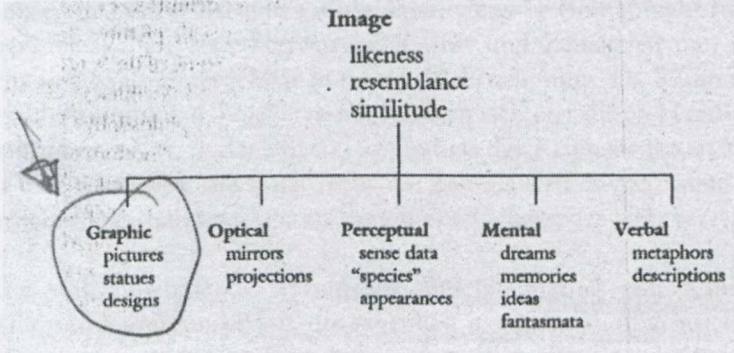 Image
likeness
resemblance
similitude
Graphic
pictures
statues
designs
Optical
mirrors
projections
Perceptual
sense data
“species”
appearances
Mental
dreams
memories
ideas
fantasmata
Verbal
metaphors
descriptions